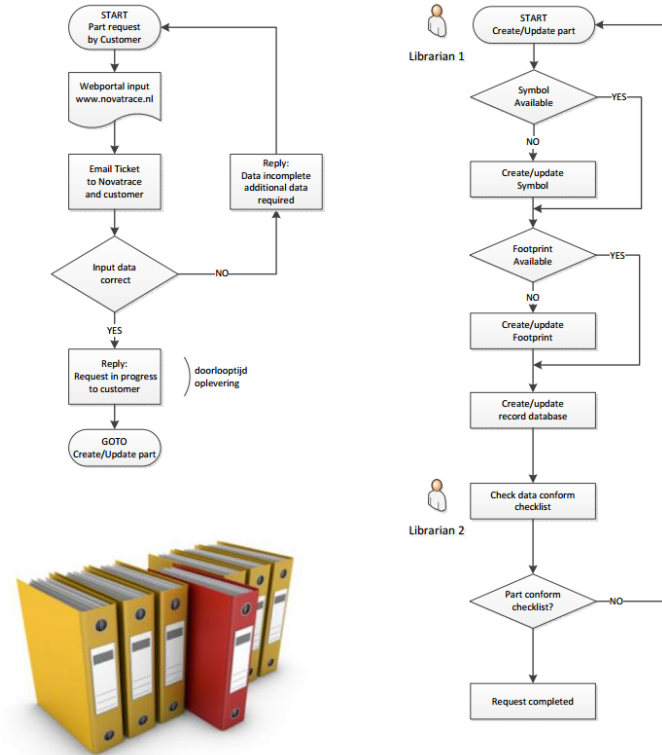 START
Part request
by Customer
Webportal input
www.novatrace.nl
Email Ticket
to Novatrace
and customer
Reply:
Data incomplete
additional data
required
Input data
correct
NO
YES
Reply:
Request in progress
to customer
doorlooptijd
oplevering
GOTO
Create/Update part
Librarian 1
START
Create/Update part
Symbol
Available
YES
NO
Create/update
Symbol
Footprint
Available
YES
NO
Create/update
Footprint
Create/update
record database
Librarian 2
Check data conform
checklist
Part conform
checklist?
NO
Request completed